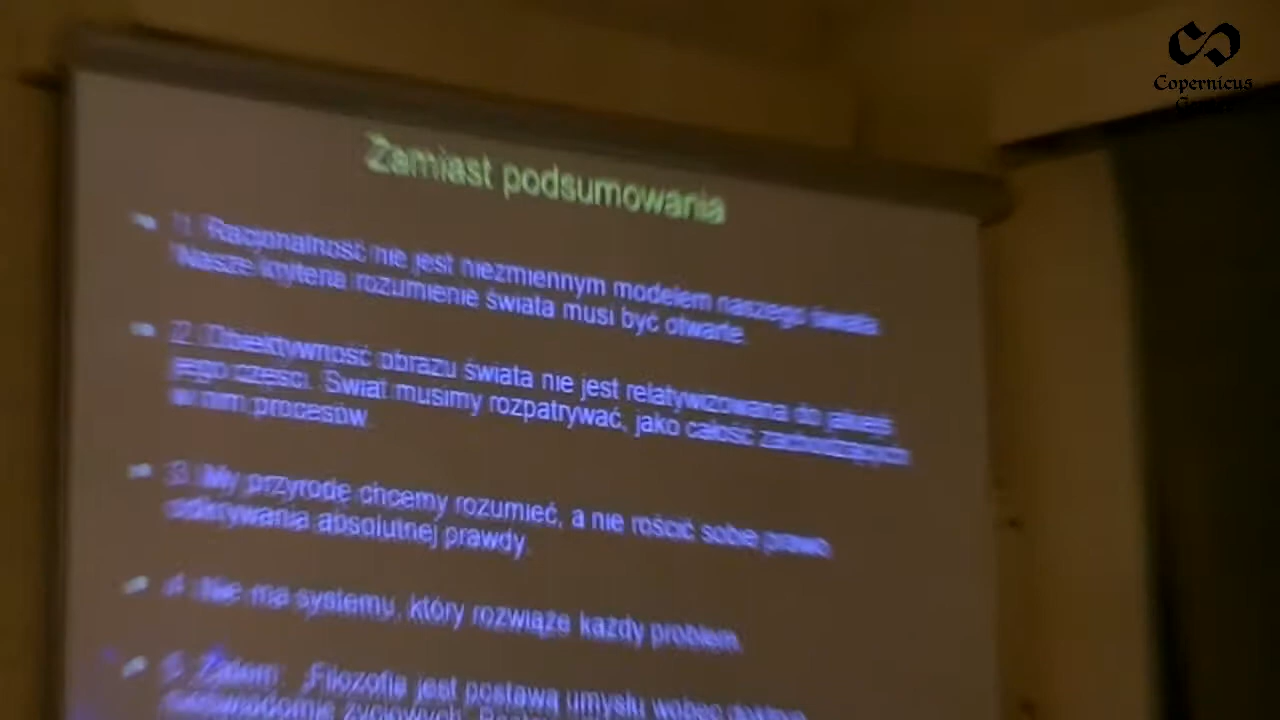 Copernicus
Zamiast podsumowania
1. Racjonalność nie jest niezmiennym modelem naszego świata.
Nasze kryteria rozumienie świata musi być otwarte.
2. Obiektywność obrazu świata nie jest relatywizowana do jakiejś
jego części. Świat musimy rozpatrywać, jako całość zachodzących
w nim procesów.
3. My przyrodę chcemy rozumieć, a nie rościć sobie prawo
odkrywania absolutnej prawdy.
4. Nie ma systemu, który rozwiąże każdy problem.
5. Zatem: „Filozofia jest postawą umysłu wobec
życiowych.